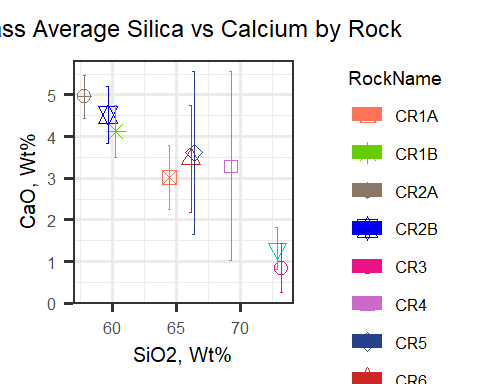 Average Silica vs Calcium by Rock
CaO, Wt%
5
4
3
2
1
0
60
65
70
SiO2, Wt%
RockName
CR1A
CR1B
CR2A
CR2B
CR3
CR4
CR5
CR6